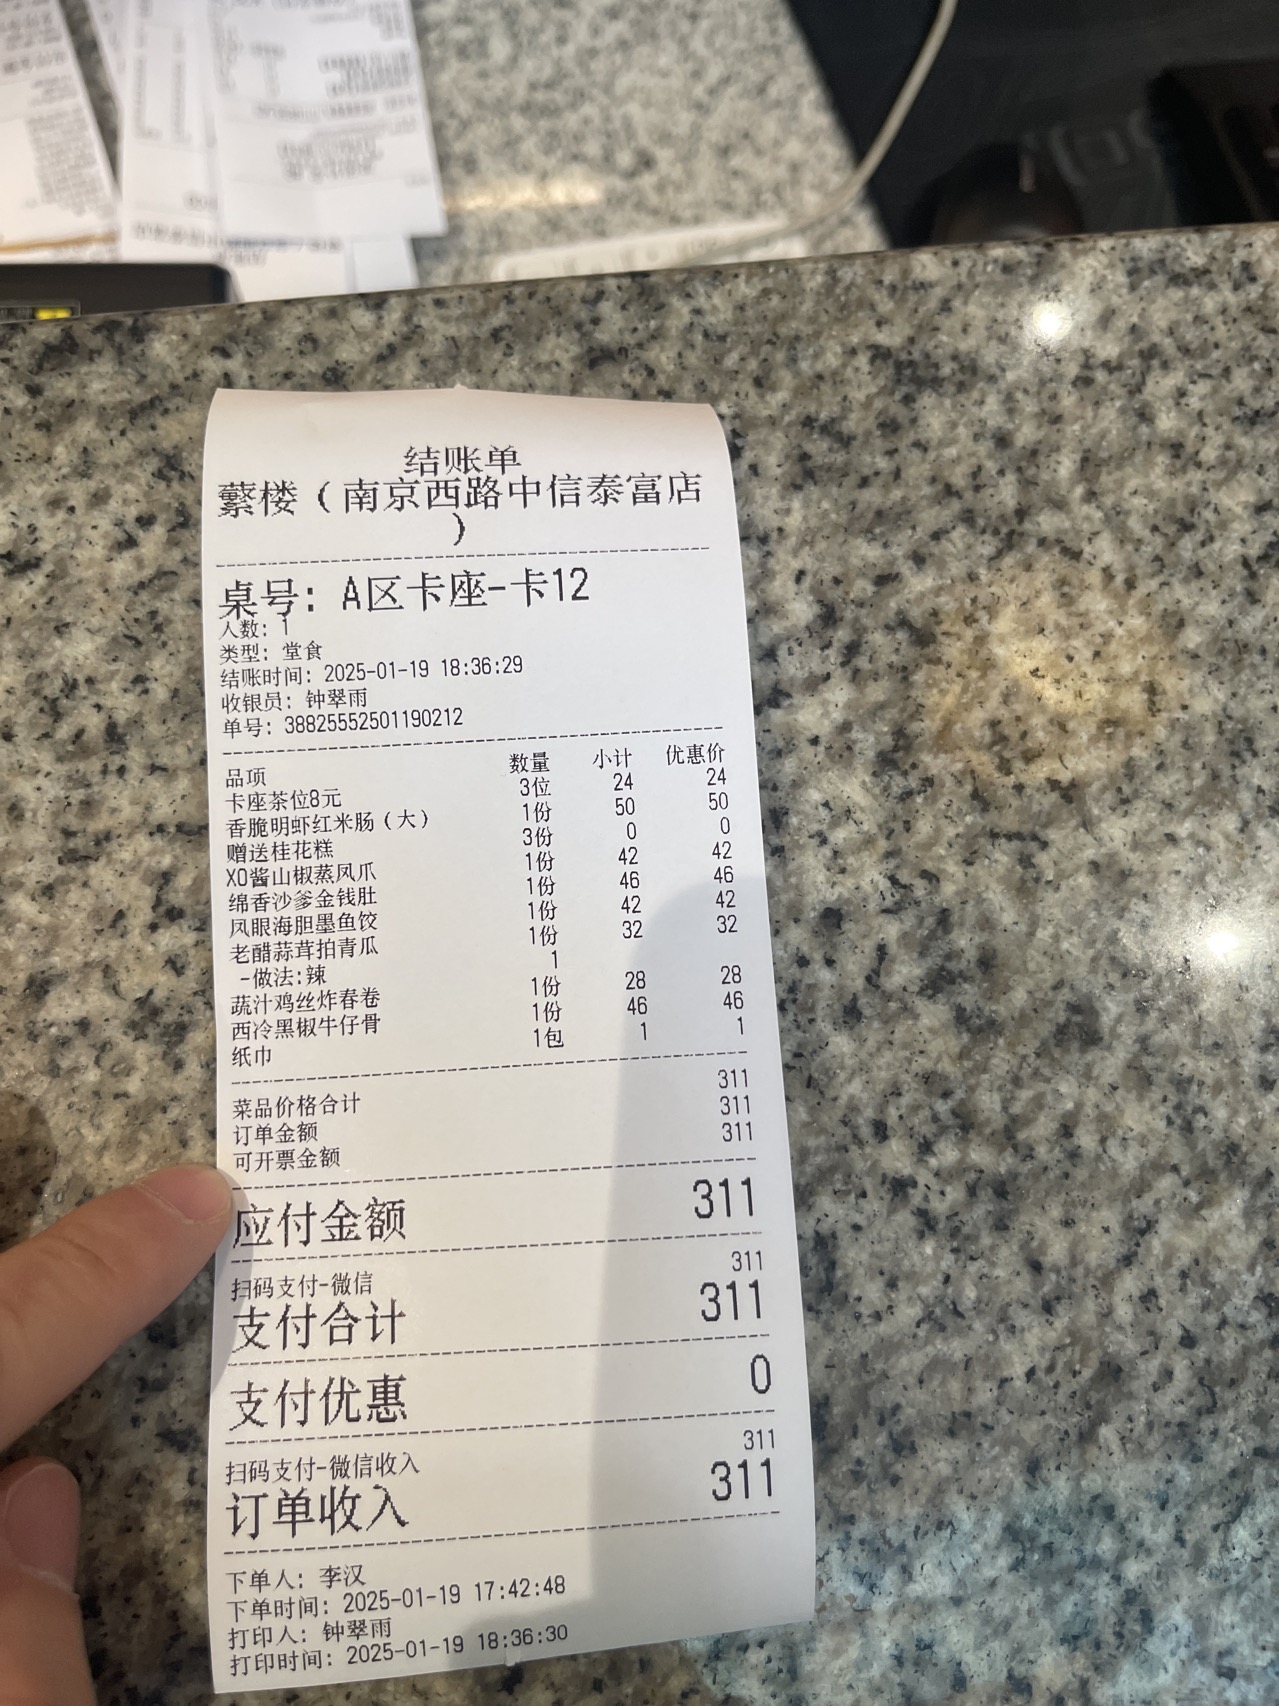 结账单
蘩楼（南京西路中信泰富店
）
桌号: A区卡座-卡12
人数: 1
类型: 堂食
结账时间: 2025-01-19 18:36:29
收银员: 钟翠雨
单号: 38825552501190212
品项 数量 小计 优惠价
卡座茶位8元 3位 24 24
香脆明虾红米肠（大） 1份 50 50
赠送桂花糕 3份 0 0
XO酱山椒蒸凤爪 1份 42 42
绵香沙爹金钱肚 1份 46 46
凤眼海胆墨鱼饺 1份 42 42
老醋蒜茸拍青瓜 1份 32 32
-做法:辣 1
蔬汁鸡丝炸春卷 1份 28 28
西冷黑椒牛仔骨 1份 46 46
纸巾 1包 1 1
菜品价格合计 311
订单金额 311
可开票金额 311
应付金额 311
扫码支付-微信 311
支付合计 311
支付优惠 0
扫码支付-微信收入 311
订单收入 311
下单人: 李汉
下单时间: 2025-01-19 17:42:48
打印人: 钟翠雨
打印时间: 2025-01-19 18:36:30